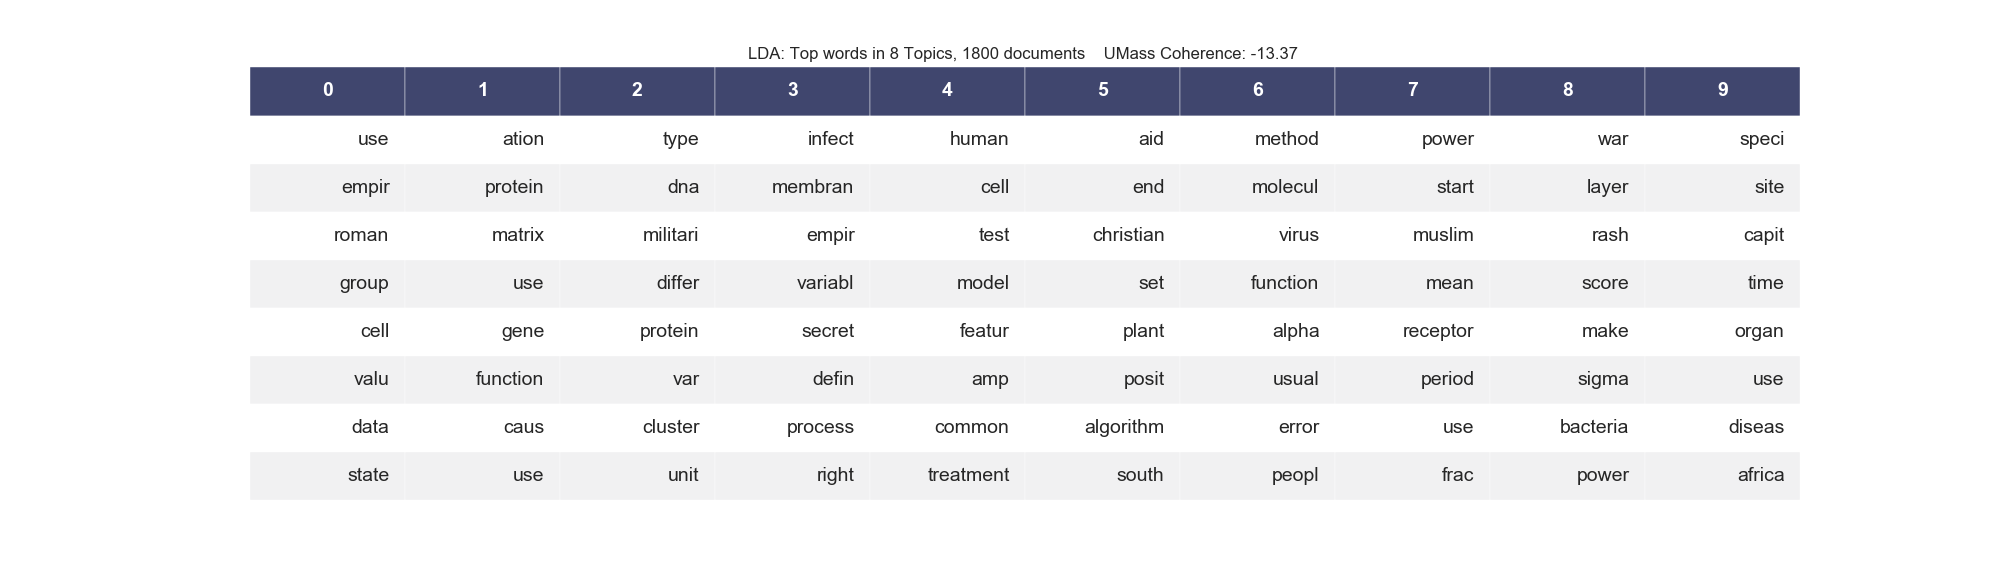 LDA: Top words in 8 Topics, 1800 documents    UMass Coherence: -13.37
0 1 2 3 4 5 6 7 8 9
use ation type infect human aid method power war speci
empir protein dna membran cell end molecul start layer site
roman matrix militari empir test christian virus muslim rash capit
group use differ variabl model set function mean score time
cell gene protein secret featur plant alpha receptor make organ
valu function var defin amp posit usual period sigma use
data caus cluster process common algorithm error use bacteria diseas
state use unit right treatment south peopl frac power africa